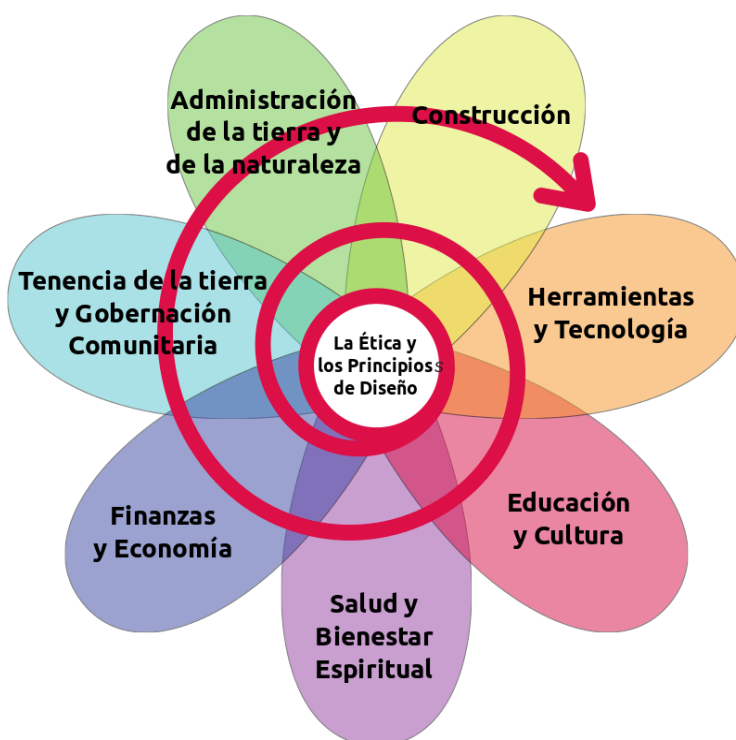 Administración
de la tierra y
de la naturaleza
Construcción
Herramientas
y Tecnología
Educación
y Cultura
Salud y
Bienestar
Espiritual
Finanzas
y Economía
Tenencia de la tierra
y Gobernación
Comunitaria
La Ética y
los Principioss
de Diseño